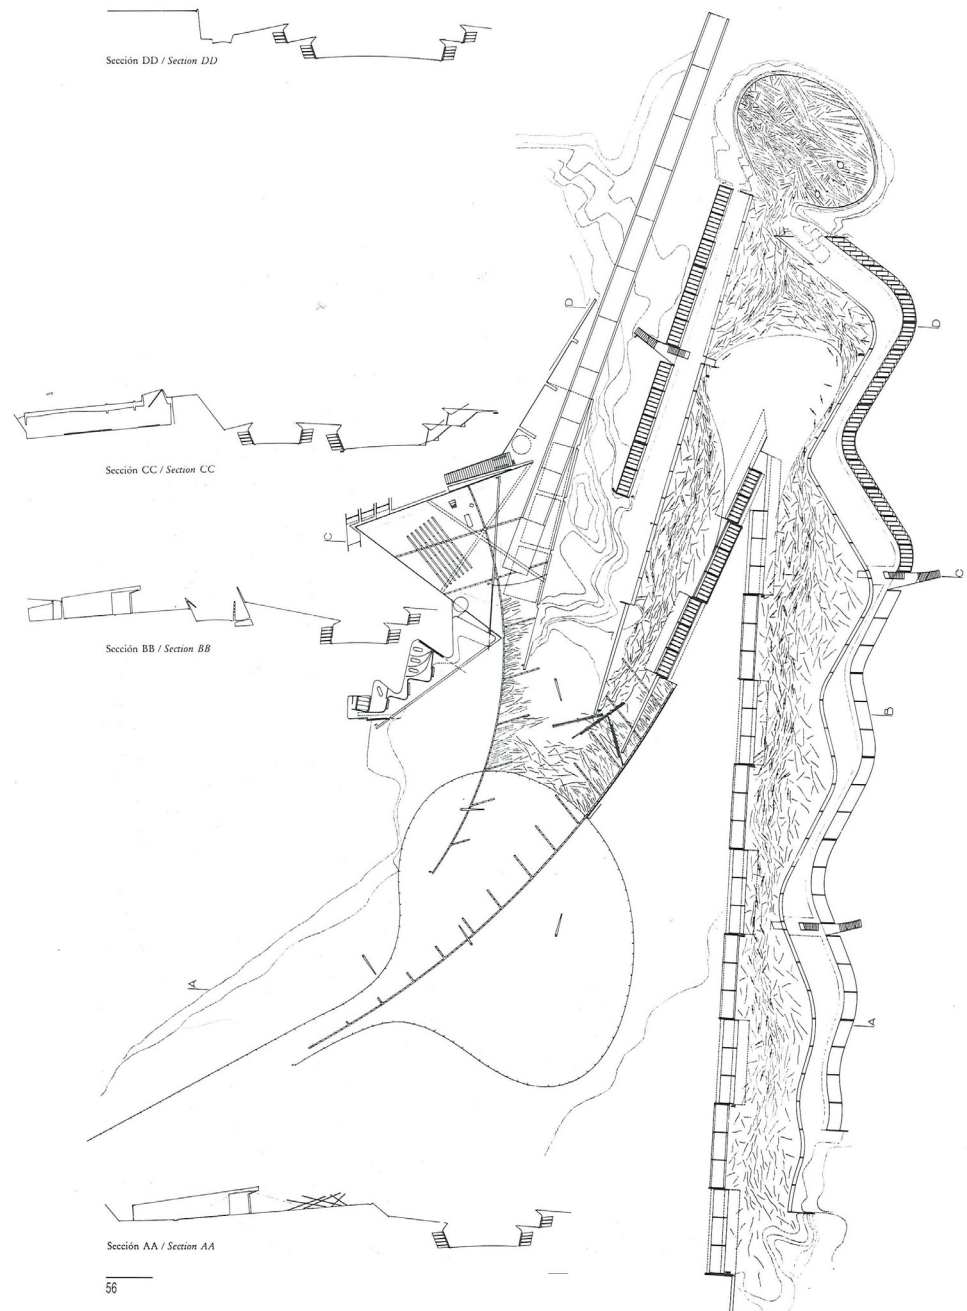 Sección DD / Section DD
D
D
Sección CC / Section CC
C
C
Sección BB / Section BB
B
A
A
Sección AA / Section AA
56